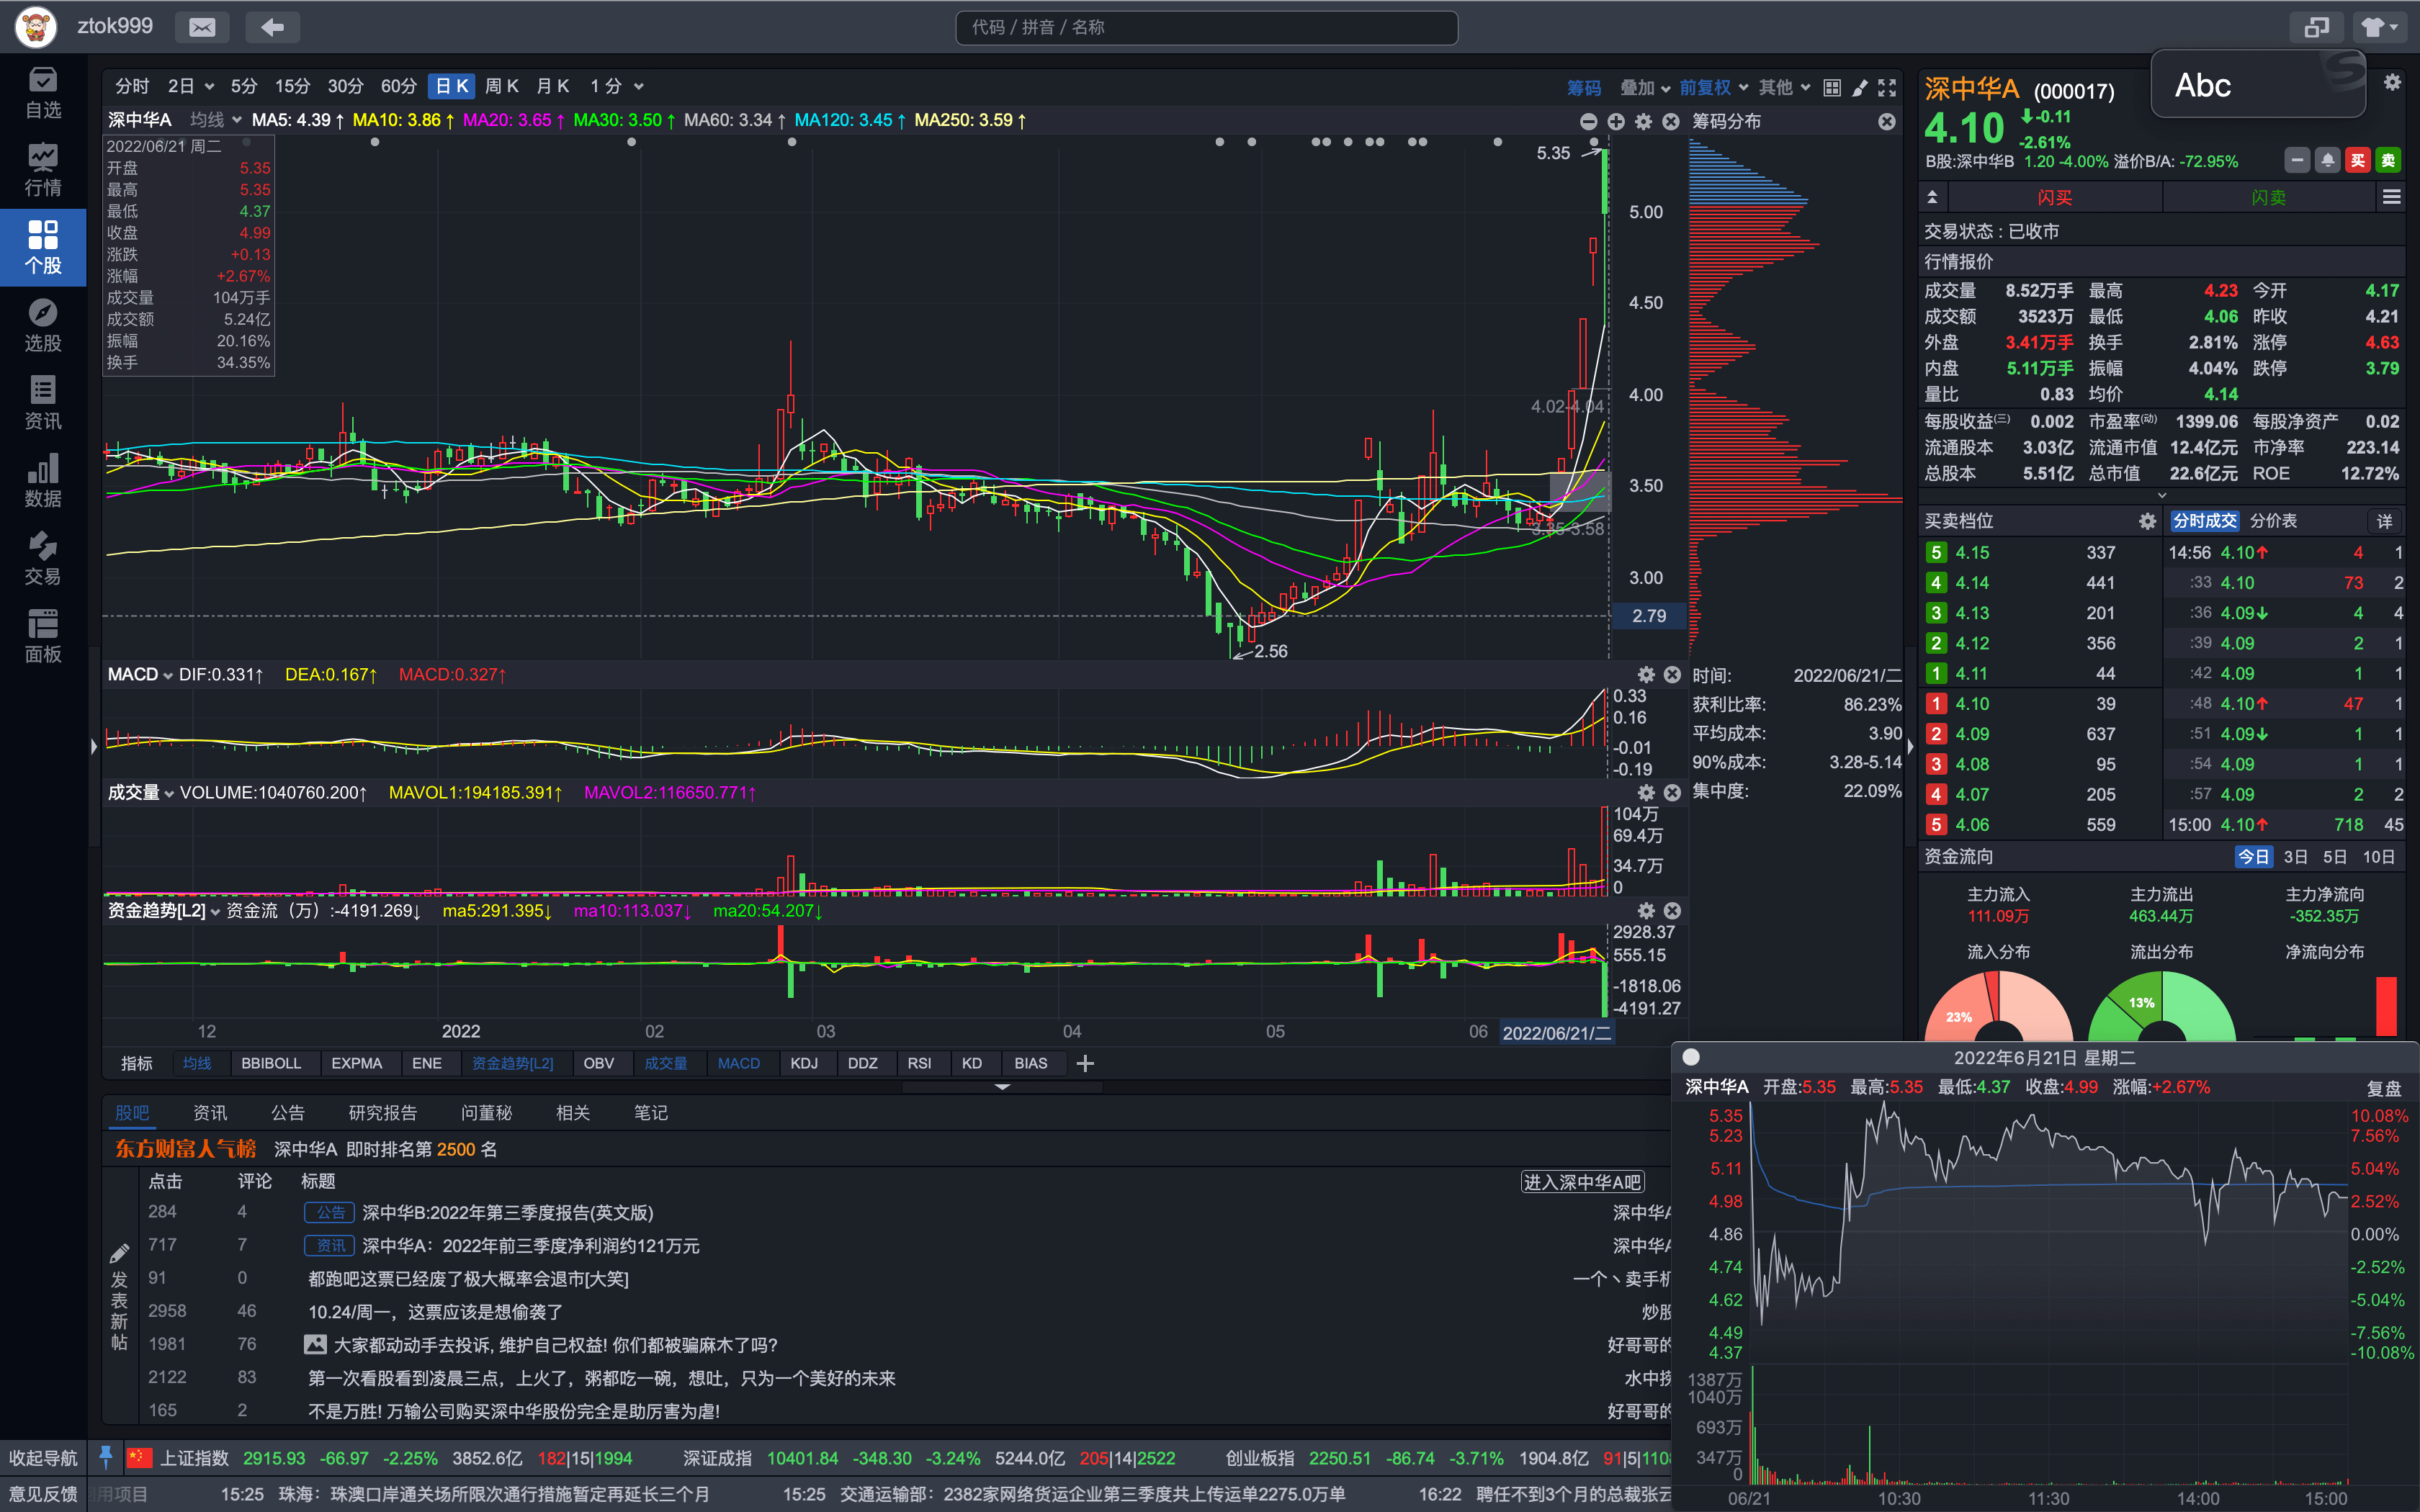 ztok999
代码 / 拼音 / 名称
Abc
自选
行情
个股
选股
资讯
数据
交易
面板
分时 2日 5分 15分 30分 60分 日K 周K 月K 1分
筹码 叠加 前复权 其他
深中华A 均线 MA5: 4.39↑ MA10: 3.86↑ MA20: 3.65↑ MA30: 3.50↑ MA60: 3.34↑ MA120: 3.45↑ MA250: 3.59↑
筹码分布
2022/06/21 周二
开盘 5.35
最高 5.35
最低 4.37
收盘 4.99
涨跌 +0.13
涨幅 +2.67%
成交量 104万手
成交额 5.24亿
振幅 20.16%
换手 34.35%
5.35
5.00
4.50
4.00
4.02-4.04
3.50
3.35-3.58
3.00
2.79
2.56
MACD DIF:0.331↑ DEA:0.167↑ MACD:0.327↑
0.33
0.16
-0.01
-0.19
成交量 VOLUME:1040760.200↑ MAVOL1:194185.391↑ MAVOL2:116650.771↑
104万
69.4万
34.7万
0
资金趋势[L2] 资金流（万）:-4191.269↓ ma5:291.395↓ ma10:113.037↓ ma20:54.207↓
2928.37
555.15
-1818.06
-4191.27
12 2022 02 03 04 05 06 2022/06/21/二
指标 均线 BBIBOLL EXPMA ENE 资金趋势[L2] OBV 成交量 MACD KDJ DDZ RSI KD BIAS
时间: 2022/06/21/二
获利比率: 86.23%
平均成本: 3.90
90%成本: 3.28-5.14
集中度: 22.09%
深中华A (000017)
4.10 -0.11
-2.61%
B股:深中华B 1.20 -4.00% 溢价B/A: -72.95%
买 卖
闪买 闪卖
交易状态 : 已收市
行情报价
成交量 8.52万手 最高 4.23 今开 4.17
成交额 3523万 最低 4.06 昨收 4.21
外盘 3.41万手 换手 2.81% 涨停 4.63
内盘 5.11万手 振幅 4.04% 跌停 3.79
量比 0.83 均价 4.14
每股收益(三) 0.002 市盈率(动) 1399.06 每股净资产 0.02
流通股本 3.03亿 流通市值 12.4亿元 市净率 223.14
总股本 5.51亿 总市值 22.6亿元 ROE 12.72%
买卖档位
分时成交 分价表 详
5 4.15 337
4 4.14 441
3 4.13 201
2 4.12 356
1 4.11 44
1 4.10 39
2 4.09 637
3 4.08 95
4 4.07 205
5 4.06 559
14:56 4.10↑ 4 1
:33 4.10 73 2
:36 4.09↓ 4 4
:39 4.09 2 1
:42 4.09 1 1
:48 4.10↑ 47 1
:51 4.09↓ 1 1
:54 4.09 1 1
:57 4.09 2 2
15:00 4.10↑ 718 45
资金流向 今日 3日 5日 10日
主力流入 主力流出 主力净流向
111.09万 463.44万 -352.35万
流入分布 流出分布 净流向分布
23% 13%
股吧 资讯 公告 研究报告 问董秘 相关 笔记
东方财富人气榜 深中华A 即时排名第 2500 名
点击 评论 标题 进入深中华A吧
284 4 公告 深中华B:2022年第三季度报告(英文版) 深中华A
717 7 资讯 深中华A：2022年前三季度净利润约121万元 深中华A
91 0 都跑吧这票已经废了极大概率会退市[大笑] 一个丶卖手机
2958 46 10.24/周一，这票应该是想偷袭了 炒股
1981 76 大家都动动手去投诉, 维护自己权益! 你们都被骗麻木了吗? 好哥哥的
2122 83 第一次看股看到凌晨三点，上火了，粥都吃一碗，想吐，只为一个美好的未来 水中捞
165 2 不是万胜! 万输公司购买深中华股份完全是助厉害为虐! 好哥哥的
发表新帖
2022年6月21日 星期二
深中华A 开盘:5.35 最高:5.35 最低:4.37 收盘:4.99 涨幅:+2.67% 复盘
5.35 10.08%
5.23 7.56%
5.11 5.04%
4.98 2.52%
4.86 0.00%
4.74 -2.52%
4.62 -5.04%
4.49 -7.56%
4.37 -10.08%
1387万
1040万
693万
347万
0
06/21 10:30 11:30 14:00 15:00
收起导航 上证指数 2915.93 -66.97 -2.25% 3852.6亿 182|15|1994 深证成指 10401.84 -348.30 -3.24% 5244.0亿 205|14|2522 创业板指 2250.51 -86.74 -3.71% 1904.8亿 91|5|110
意见反馈 用项目 15:25 珠海：珠澳口岸通关场所限次通行措施暂定再延长三个月 15:25 交通运输部：2382家网络货运企业第三季度共上传运单2275.0万单 16:22 聘任不到3个月的总裁张云